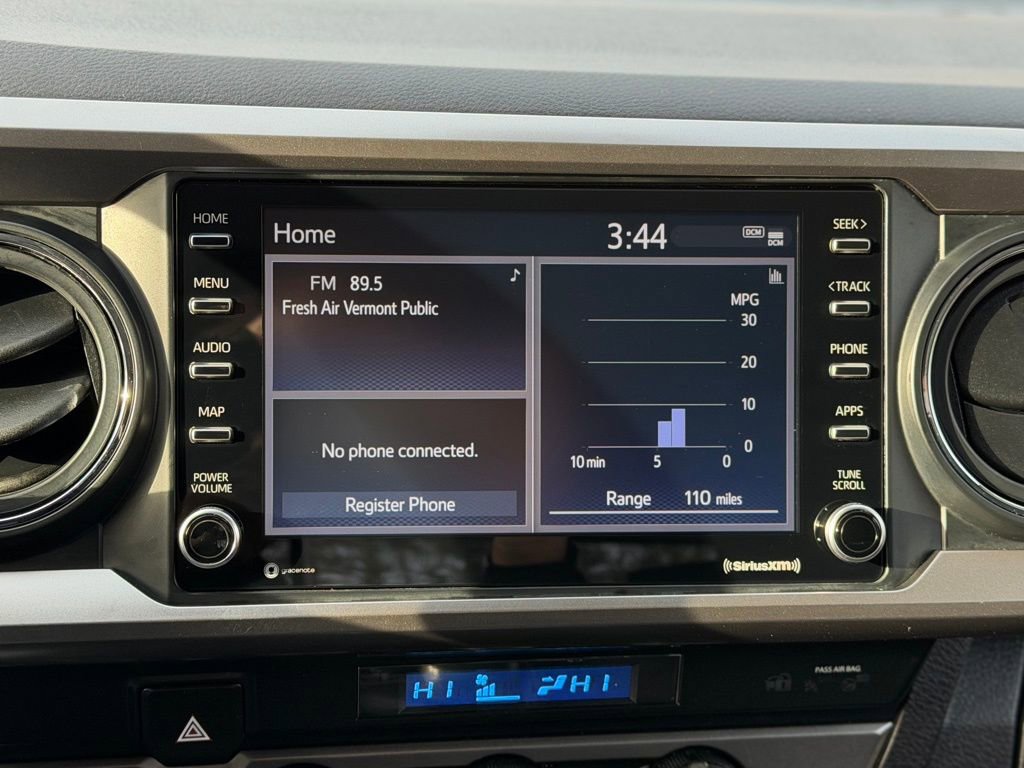 HOME
MENU
AUDIO
MAP
POWER
VOLUME
Home
3:44
DCM
DCM
FM 89.5
Fresh Air Vermont Public
No phone connected.
Register Phone
MPG
30
20
10
0
10 min 5 0
Range 110 miles
SEEK >
< TRACK
PHONE
APPS
TUNE
SCROLL
gracenote
((SiriusXM))
HI HI
PASS AIR BAG